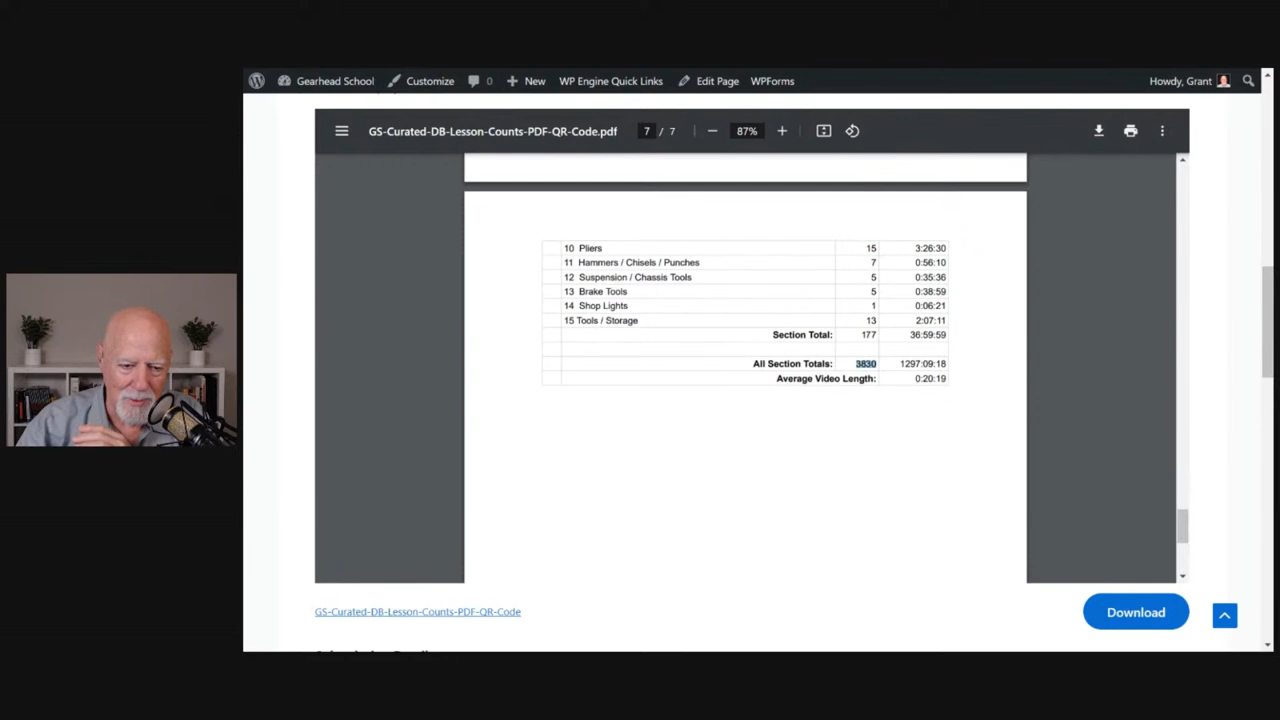 Gearhead School Customize 0 New WP Engine Quick Links Edit Page WPForms Howdy, Grant
GS-Curated-DB-Lesson-Counts-PDF-QR-Code.pdf 7 / 7 87%
10 Pliers 15 3:26:30
11 Hammers / Chisels / Punches 7 0:56:10
12 Suspension / Chassis Tools 5 0:35:36
13 Brake Tools 5 0:38:59
14 Shop Lights 1 0:06:21
15 Tools / Storage 13 2:07:11
Section Total: 177 36:59:59
All Section Totals: 3830 1297:09:18
Average Video Length: 0:20:19
GS-Curated-DB-Lesson-Counts-PDF-QR-Code
Download